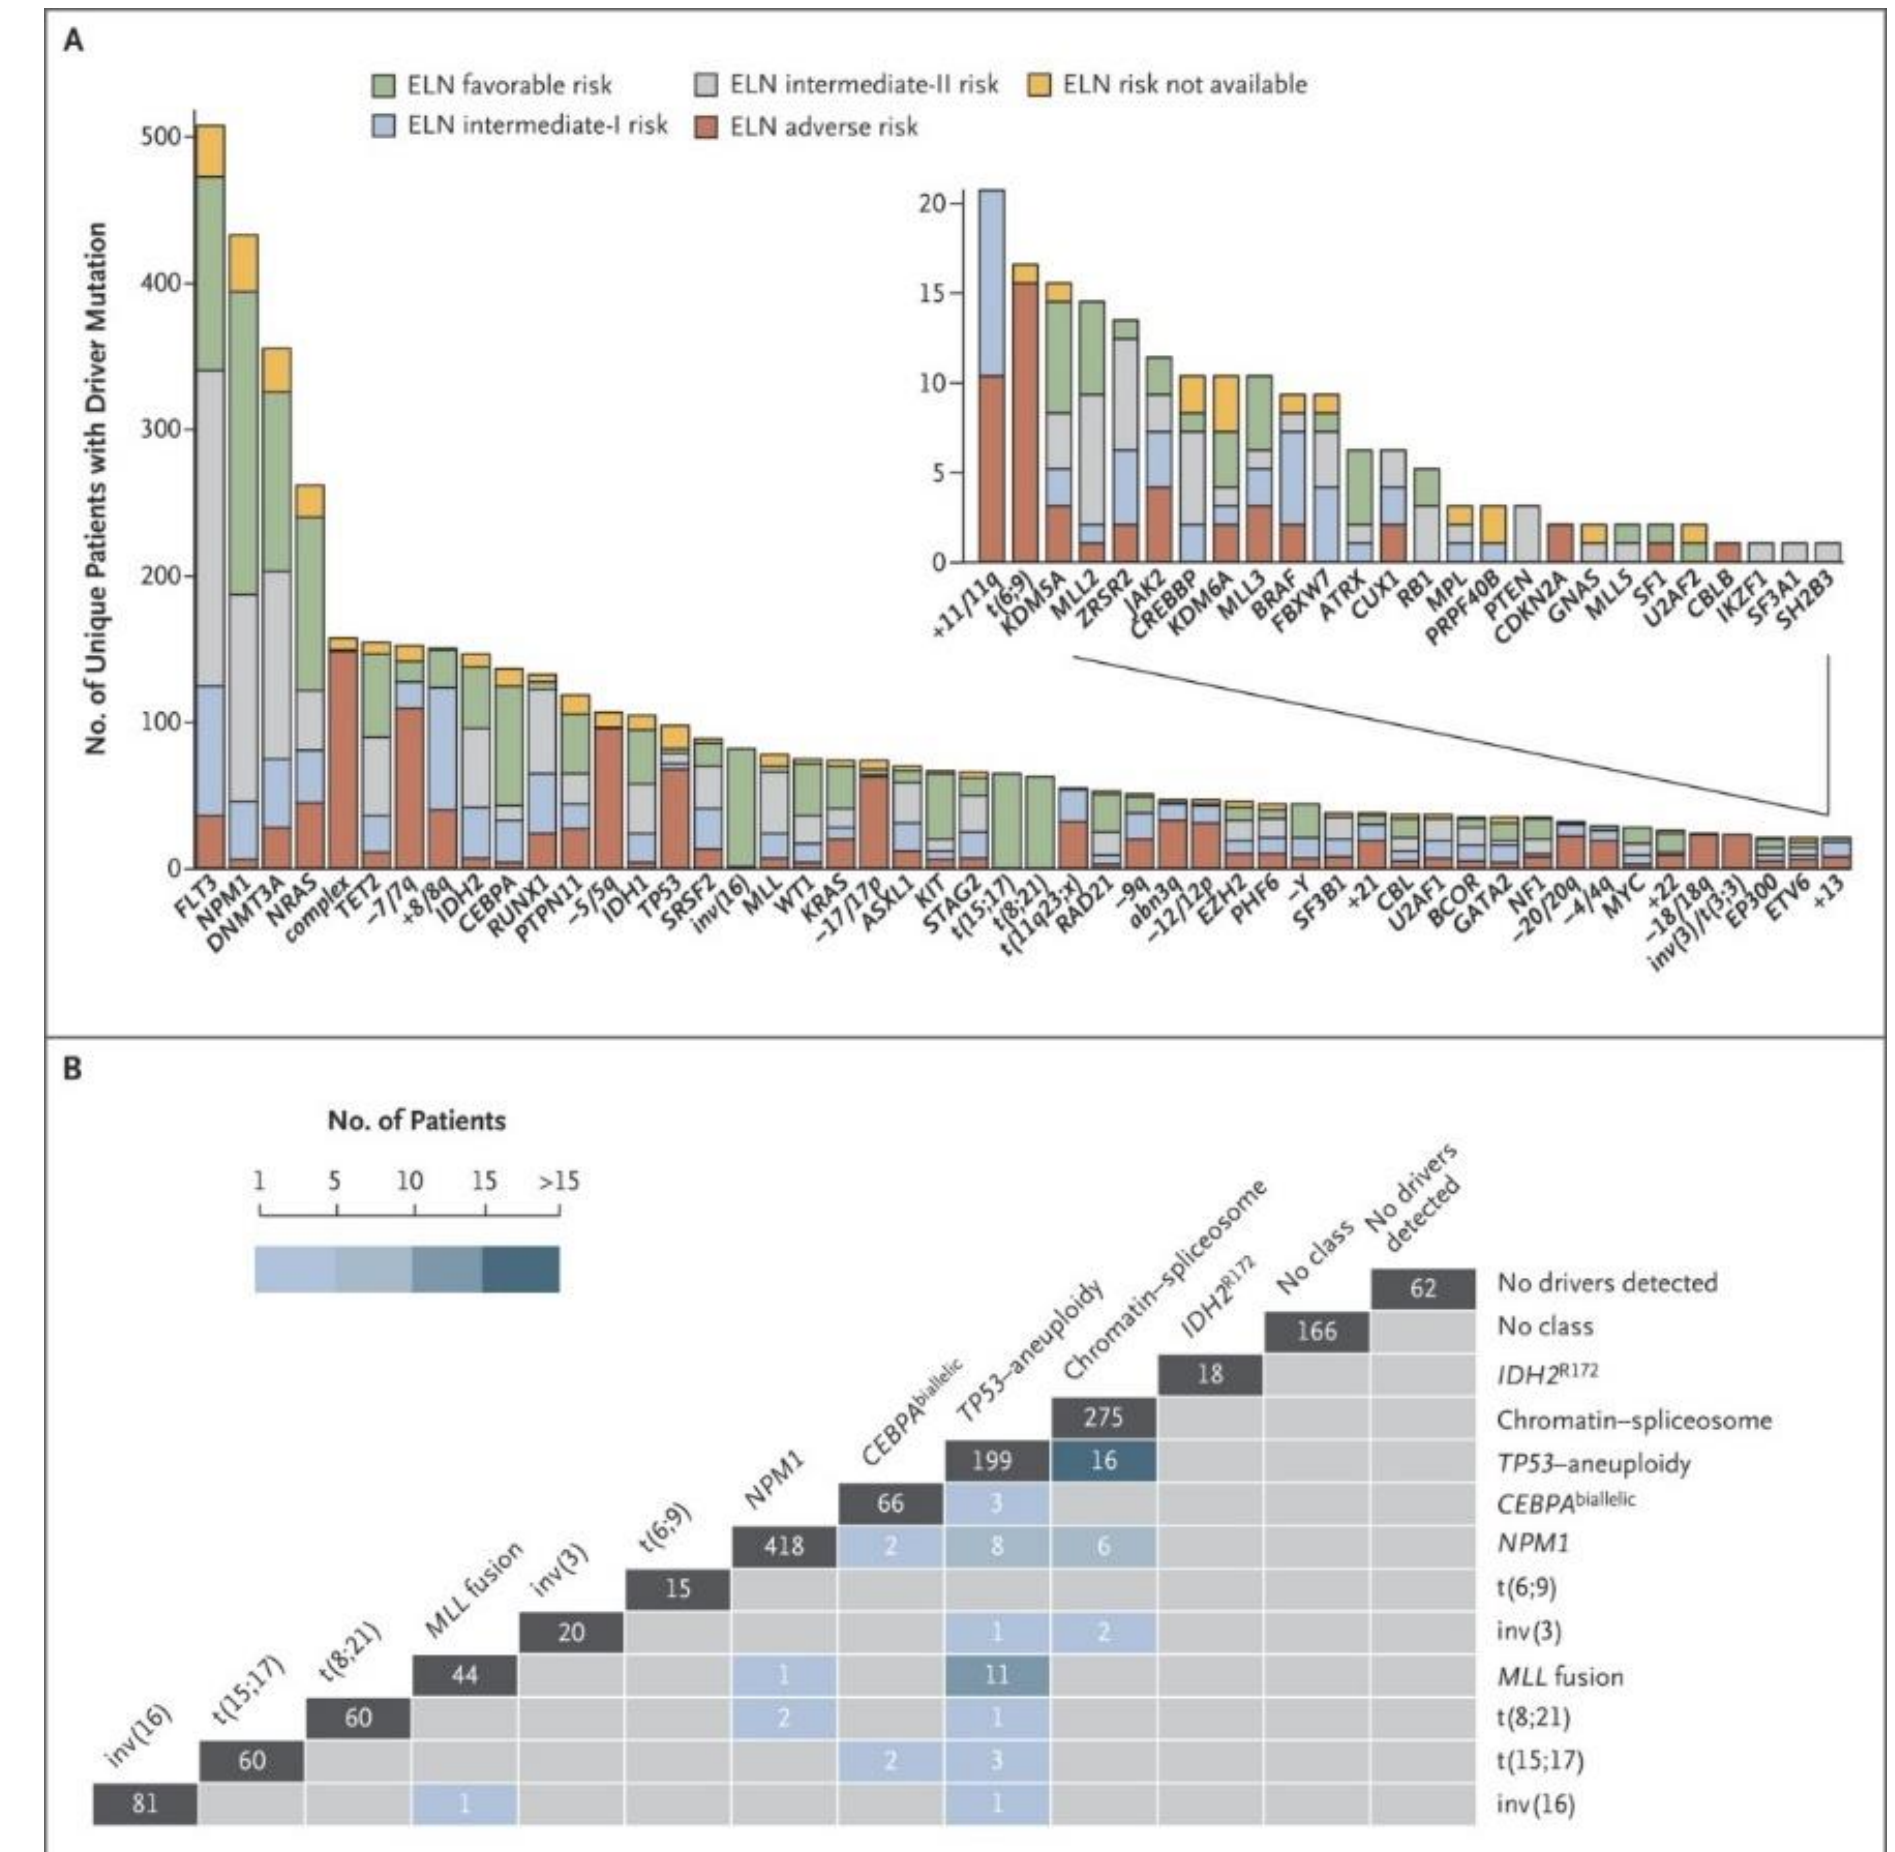 A
ELN favorable risk
ELN intermediate-II risk
ELN risk not available
ELN intermediate-I risk
ELN adverse risk
No. of Unique Patients with Driver Mutation
500
400
300
200
100
0
FLT3
NPM1
DNMT3A
NRAS
complex
TET2
–7/7q
+8/8q
IDH2
CEBPA
RUNX1
PTPN11
–5/5q
IDH1
TP53
SRSF2
inv(16)
MLL
WT1
KRAS
–17/17p
ASXL1
KIT
STAG2
t(15;17)
t(8;21)
t(11q23;x)
RAD21
–9q
abn3q
–12/12p
EZH2
PHF6
–Y
SF3B1
+21
CBL
U2AF1
BCOR
GATA2
NF1
–20/20q
–4/4q
MYC
+22
–18/18q
inv(3)/t(3;3)
EP300
ETV6
+13
20
15
10
5
0
+11/11q
t(6;9)
KDM5A
MLL2
ZRSR2
JAK2
CREBBP
KDM6A
MLL3
BRAF
FBXW7
ATRX
CUX1
RB1
MPL
PRPF40B
PTEN
CDKN2A
GNAS
MLL5
SF1
U2AF2
CBLB
IKZF1
SF3A1
SH2B3
B
No. of Patients
1 5 10 15 >15
inv(16)
t(15;17)
t(8;21)
MLL fusion
inv(3)
t(6;9)
NPM1
CEBPAbiallelic
TP53–aneuploidy
Chromatin–spliceosome
IDH2R172
No class
No drivers
detected
62 No drivers detected
166 No class
18 IDH2R172
275 Chromatin–spliceosome
199 16 TP53–aneuploidy
66 3 CEBPAbiallelic
418 2 8 6 NPM1
15 t(6;9)
20 1 2 inv(3)
44 1 11 MLL fusion
60 2 1 t(8;21)
60 2 3 t(15;17)
81 1 1 inv(16)